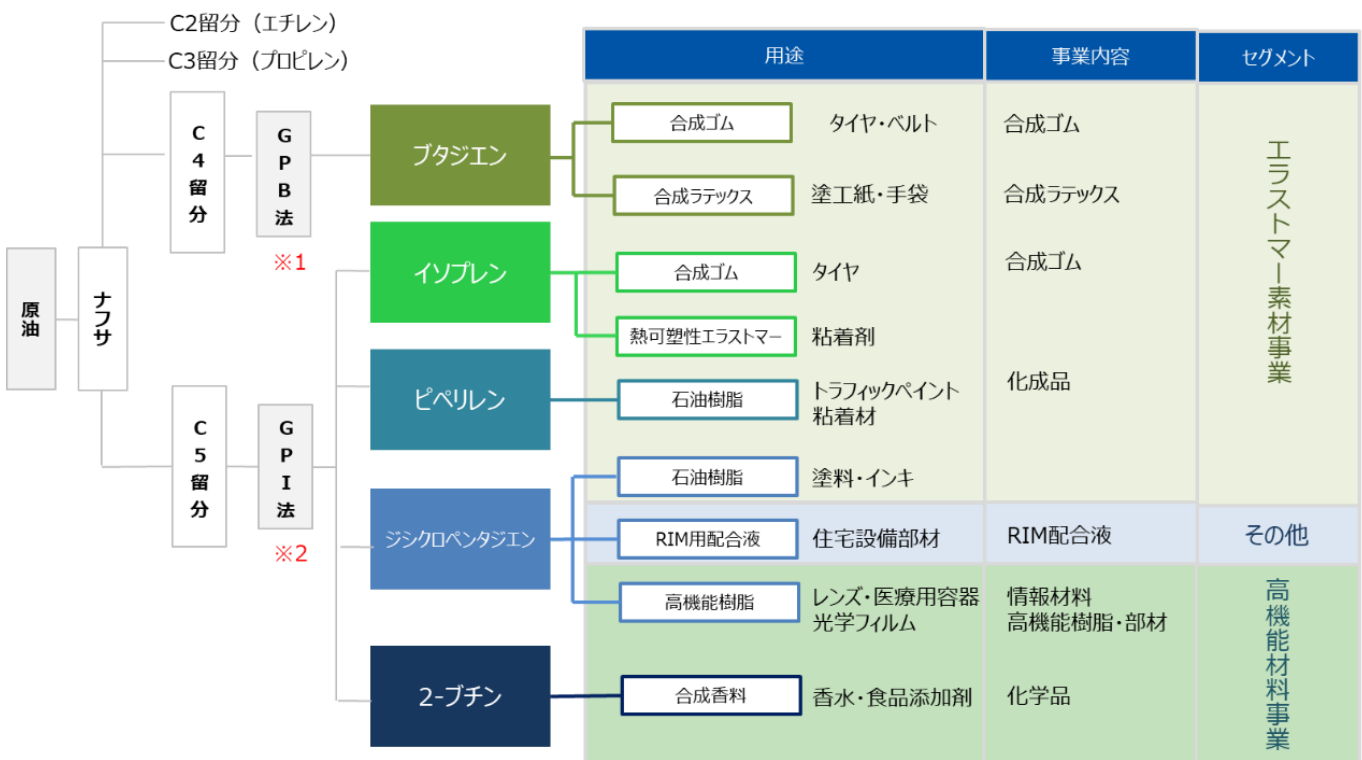 C2留分（エチレン）
C3留分（プロピレン）
用途
事業内容
セグメント
原油
ナフサ
C4留分
GPB法
※1
C5留分
GPI法
※2
ブタジエン
合成ゴム
タイヤ・ベルト
合成ゴム
合成ラテックス
塗工紙・手袋
合成ラテックス
イソプレン
合成ゴム
タイヤ
合成ゴム
熱可塑性エラストマー
粘着剤
ピペリレン
石油樹脂
トラフィックペイント
粘着材
化成品
エラストマー素材事業
ジシクロペンタジエン
石油樹脂
塗料・インキ
RIM用配合液
住宅設備部材
RIM配合液
その他
高機能樹脂
レンズ・医療用容器
光学フィルム
情報材料
高機能樹脂・部材
2-ブチン
合成香料
香水・食品添加剤
化学品
高機能材料事業